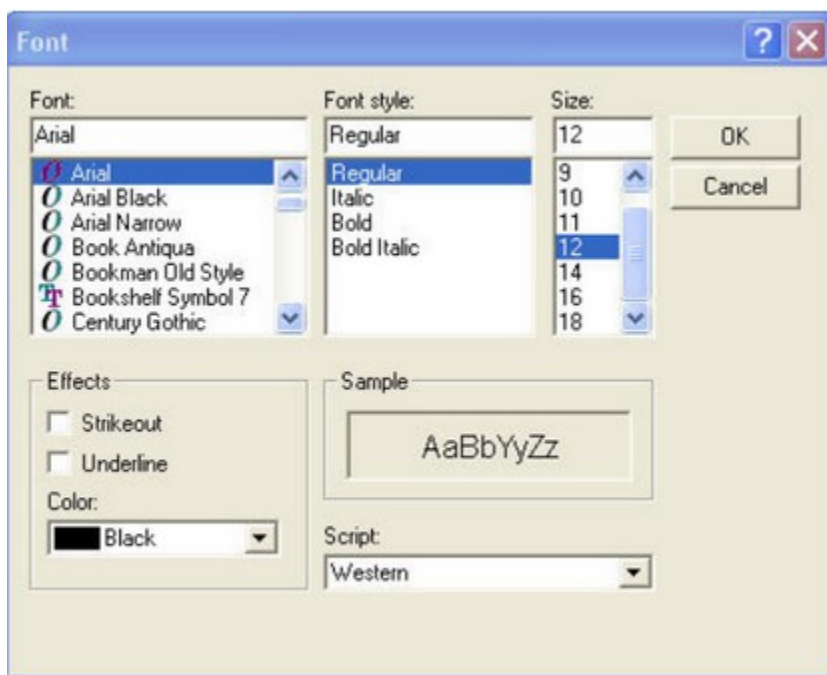 Font
Font:
Arial
Arial
Arial Black
Arial Narrow
Book Antiqua
Bookman Old Style
Bookshelf Symbol 7
Century Gothic
Font style:
Regular
Regular
Italic
Bold
Bold Italic
Size:
12
9
10
11
12
14
16
18
OK
Cancel
Effects
Strikeout
Underline
Color:
Black
Sample
AaBbYyZz
Script:
Western